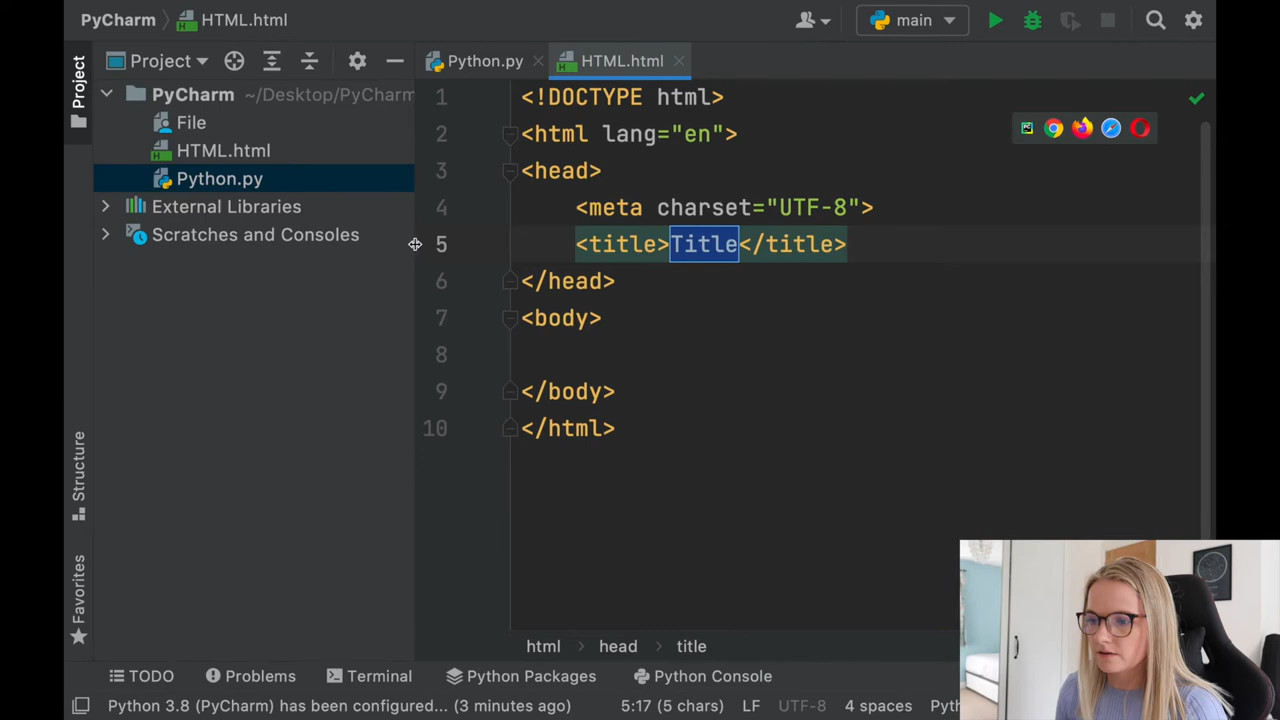 PyCharm HTML.html main
Project Python.py HTML.html
Project
PyCharm ~/Desktop/PyCharm
File
HTML.html
Python.py
External Libraries
Scratches and Consoles
Structure
Favorites
1 <!DOCTYPE html>
2 <html lang="en">
3 <head>
4 <meta charset="UTF-8">
5 <title>Title</title>
6 </head>
7 <body>
8
9 </body>
10 </html>
html head title
TODO Problems Terminal Python Packages Python Console
Python 3.8 (PyCharm) has been configured... (3 minutes ago) 5:17 (5 chars) LF UTF-8 4 spaces Pyth